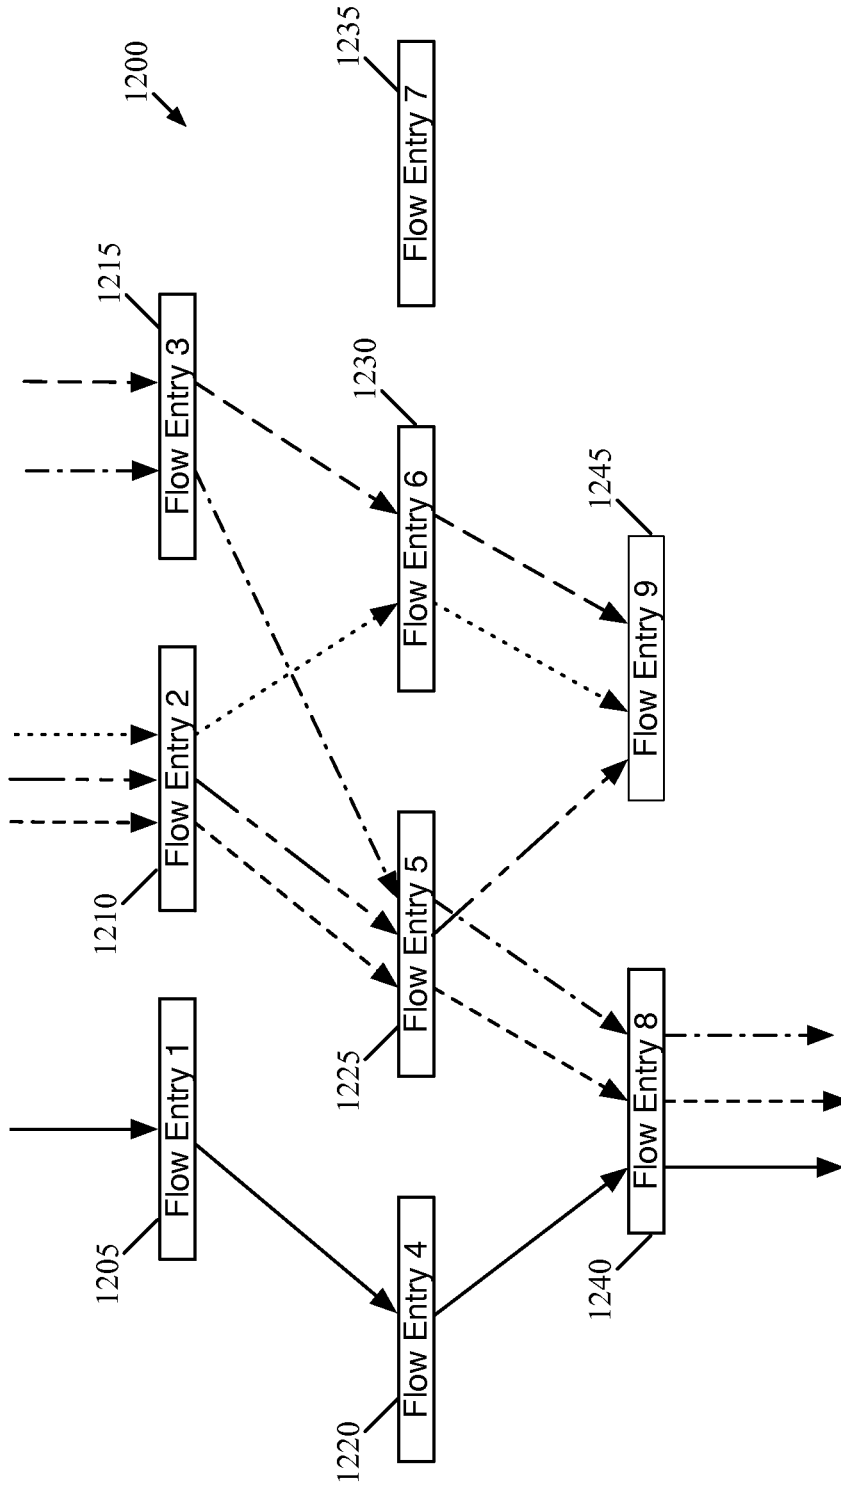 1200
Flow Entry 1
1205
Flow Entry 2
1210
Flow Entry 3
1215
Flow Entry 4
1220
Flow Entry 5
1225
Flow Entry 6
1230
Flow Entry 7
1235
Flow Entry 8
1240
Flow Entry 9
1245